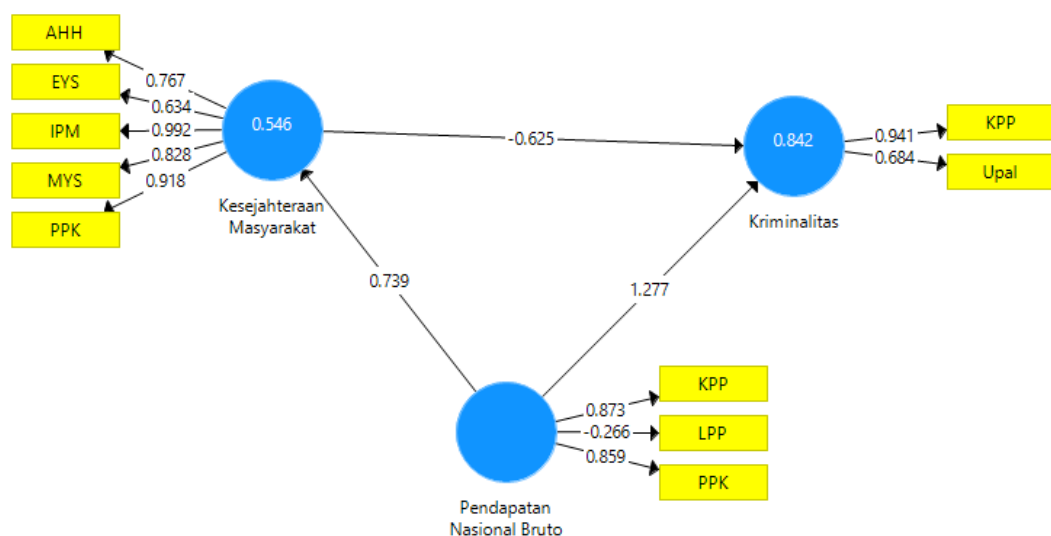 AHH
EYS
IPM
MYS
PPK
0.767
0.634
0.992
0.828
0.918
0.546
Kesejahteraan
Masyarakat
-0.625
0.842
Kriminalitas
0.941
0.684
KPP
Upal
0.739
1.277
Pendapatan
Nasional Bruto
0.873
-0.266
0.859
KPP
LPP
PPK